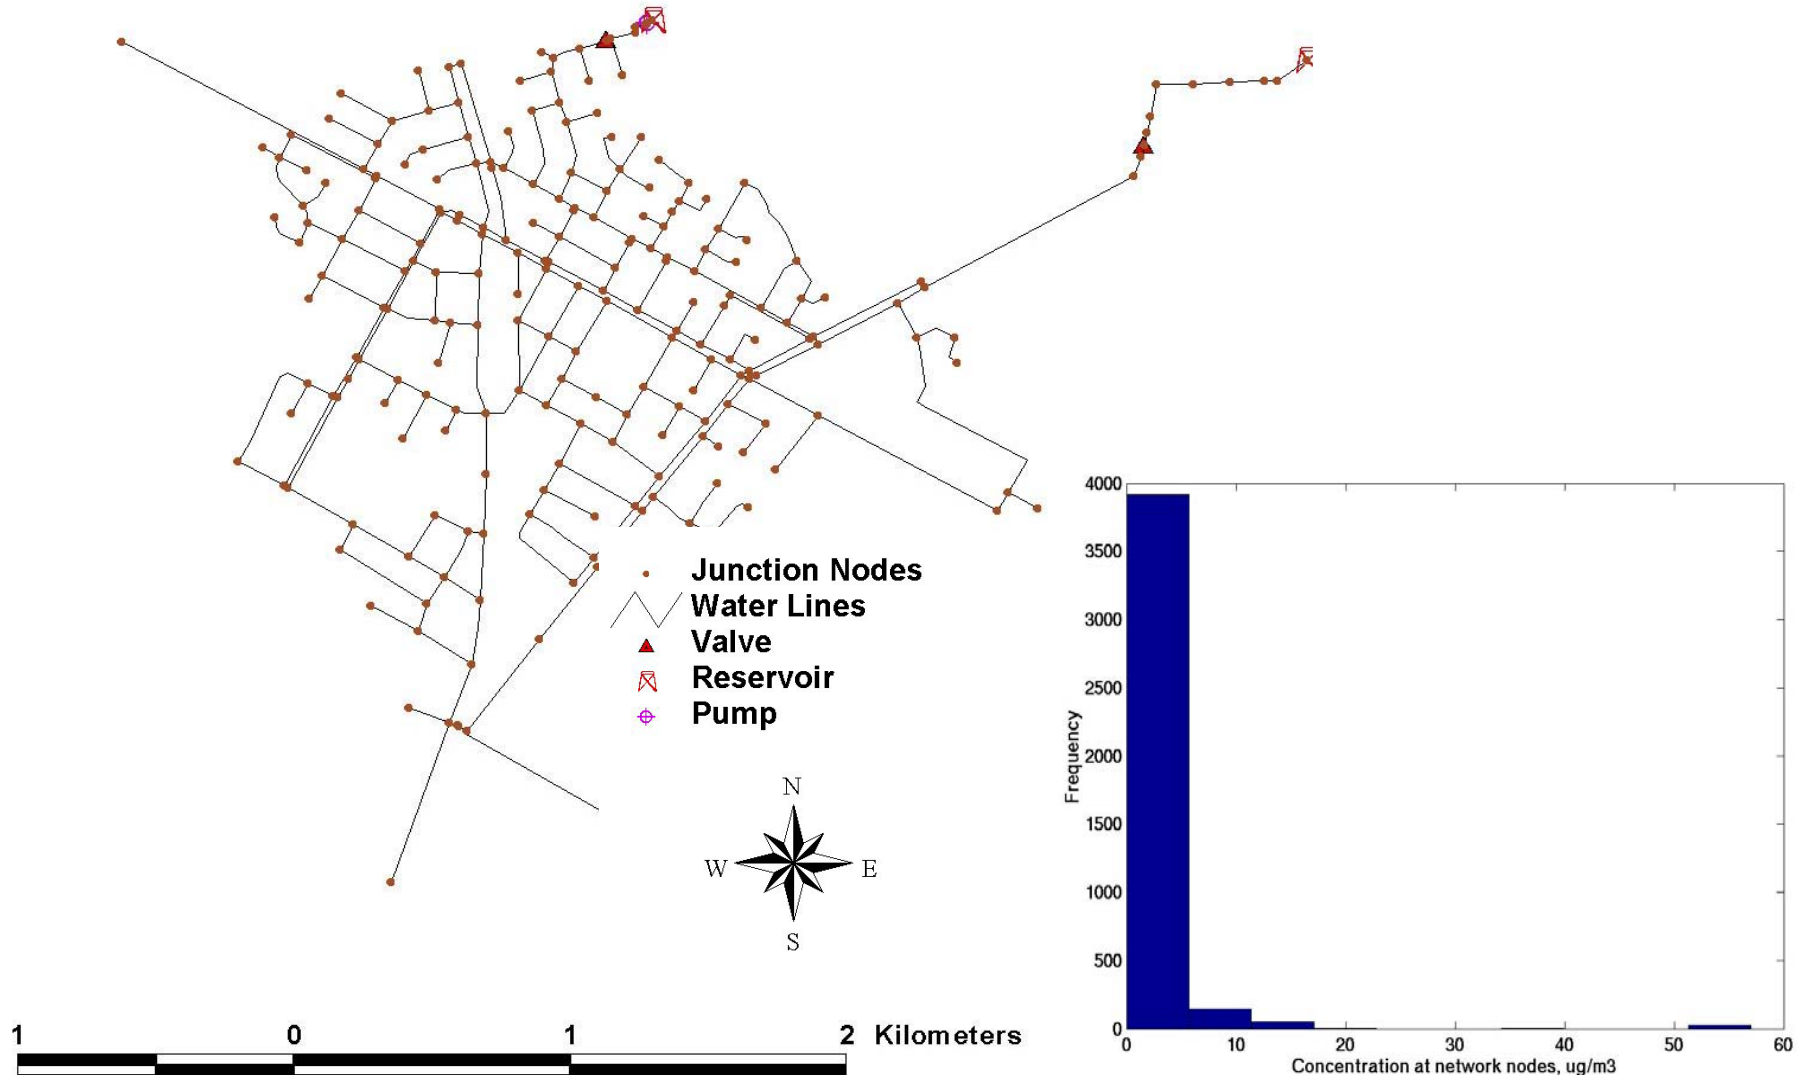 Junction Nodes
Water Lines
Valve
Reservoir
Pump
N
W E
S
1 0 1 2 Kilometers
4000
3500
3000
2500
2000
1500
1000
500
0
Frequency
0 10 20 30 40 50 60
Concentration at network nodes, ug/m3